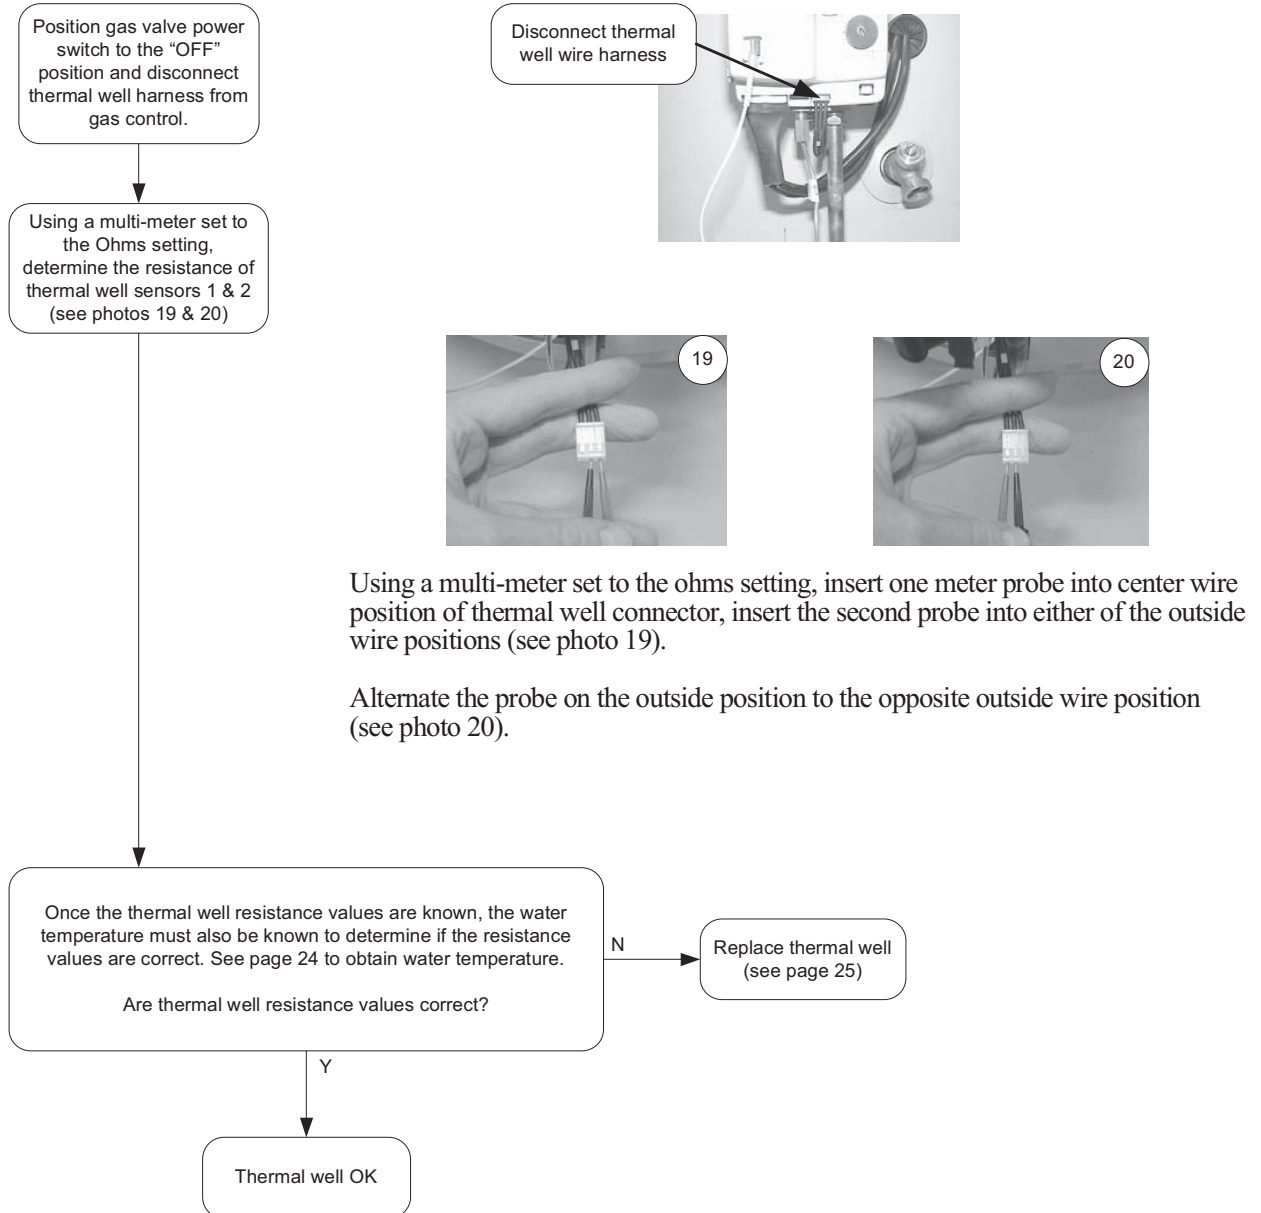 Position gas valve power
switch to the “OFF”
position and disconnect
thermal well harness from
gas control.
Disconnect thermal
well wire harness
Using a multi-meter set to
the Ohms setting,
determine the resistance of
thermal well sensors 1 & 2
(see photos 19 & 20)
19
20
Using a multi-meter set to the ohms setting, insert one meter probe into center wire
position of thermal well connector, insert the second probe into either of the outside
wire positions (see photo 19).
Alternate the probe on the outside position to the opposite outside wire position
(see photo 20).
Once the thermal well resistance values are known, the water
temperature must also be known to determine if the resistance
values are correct. See page 24 to obtain water temperature.
Are thermal well resistance values correct?
N
Replace thermal well
(see page 25)
Y
Thermal well OK